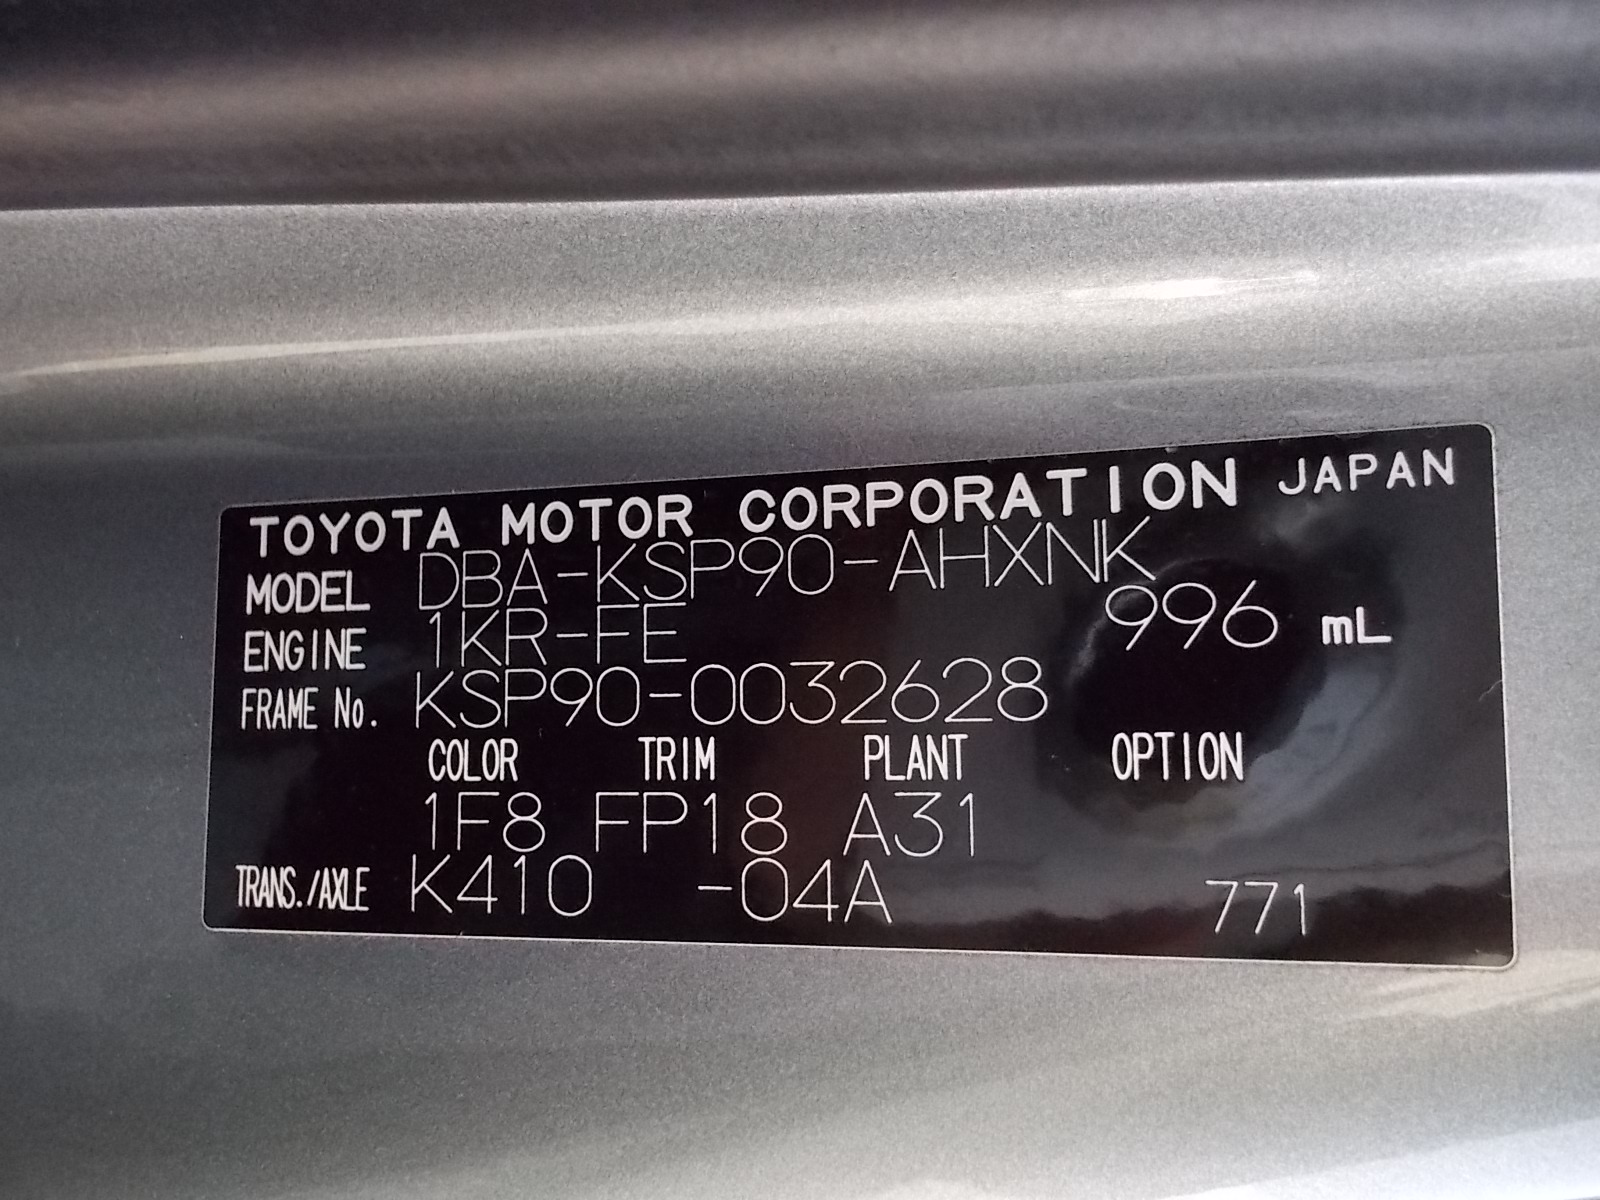 TOYOTA MOTOR CORPORATION JAPAN
MODEL DBA-KSP90-AHXNK
ENGINE 1KR-FE 996 mL
FRAME No. KSP90-0032628
COLOR TRIM PLANT OPTION
1F8 FP18 A31
TRANS./AXLE K410 -04A 771